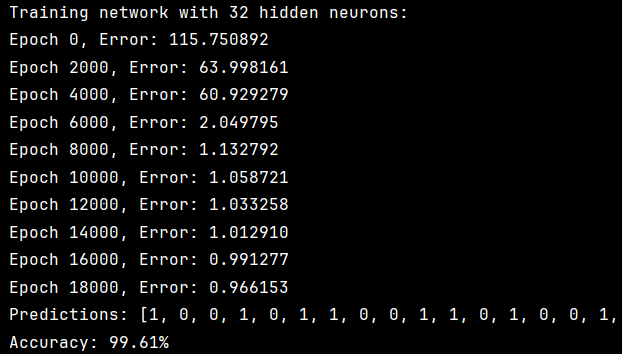 Training network with 32 hidden neurons:
Epoch 0, Error: 115.750892
Epoch 2000, Error: 63.998161
Epoch 4000, Error: 60.929279
Epoch 6000, Error: 2.049795
Epoch 8000, Error: 1.132792
Epoch 10000, Error: 1.058721
Epoch 12000, Error: 1.033258
Epoch 14000, Error: 1.012910
Epoch 16000, Error: 0.991277
Epoch 18000, Error: 0.966153
Predictions: [1, 0, 0, 1, 0, 1, 1, 0, 0, 1, 1, 0, 1, 0, 0, 1,
Accuracy: 99.61%